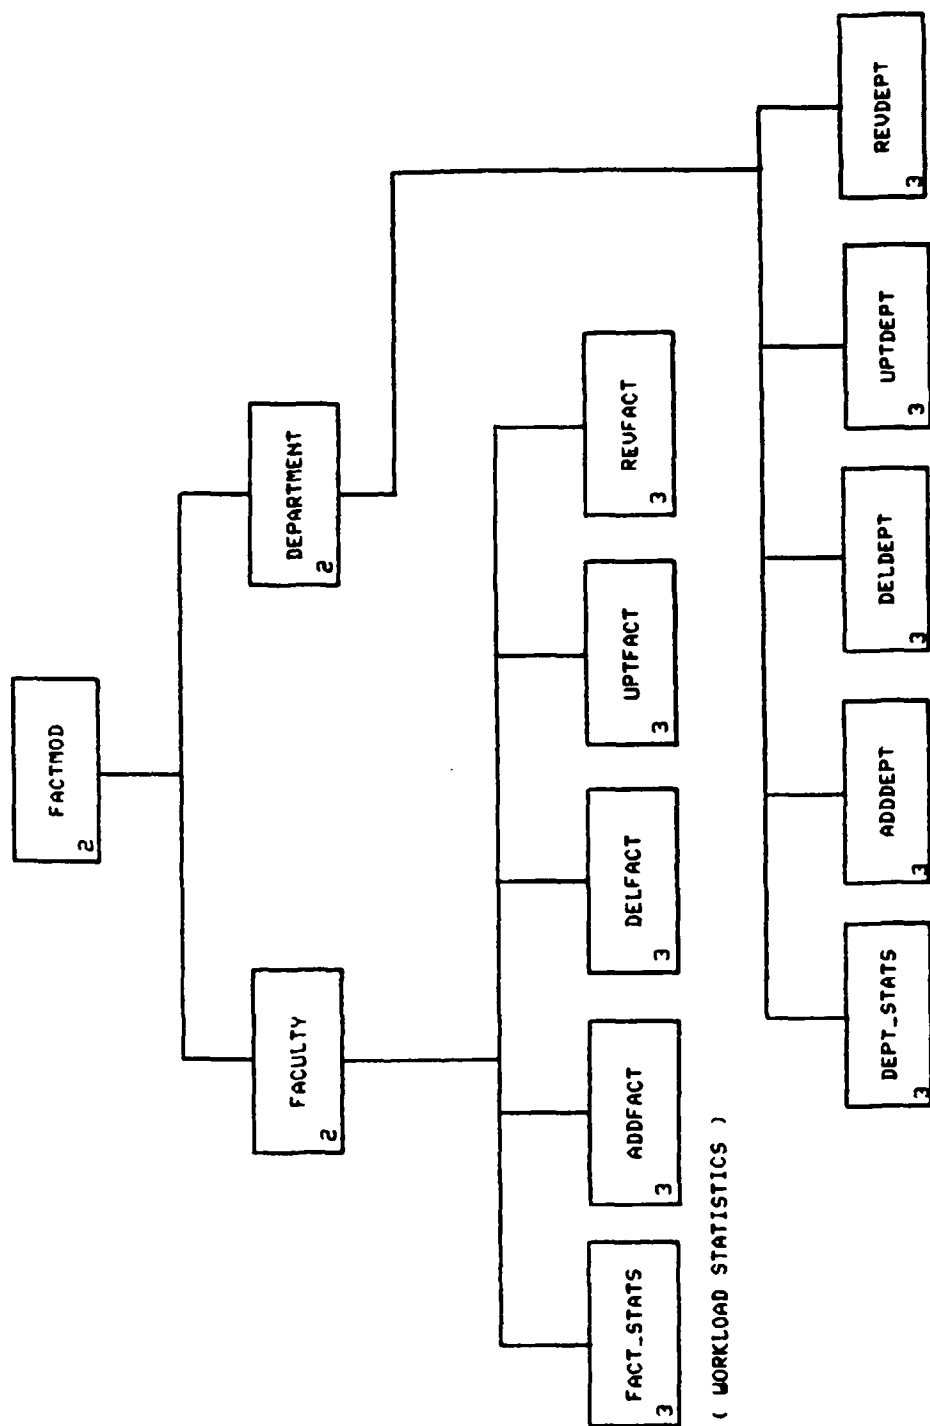 FACTMOD
2
FACULTY
2
DEPARTMENT
2
FACT_STATS
3
ADDFACT
3
DELFACT
3
UPTFACT
3
REVFACT
3
( WORKLOAD STATISTICS )
DEPT_STATS
3
ADDDEPT
3
DELDEPT
3
UPTDEPT
3
REVDEPT
3